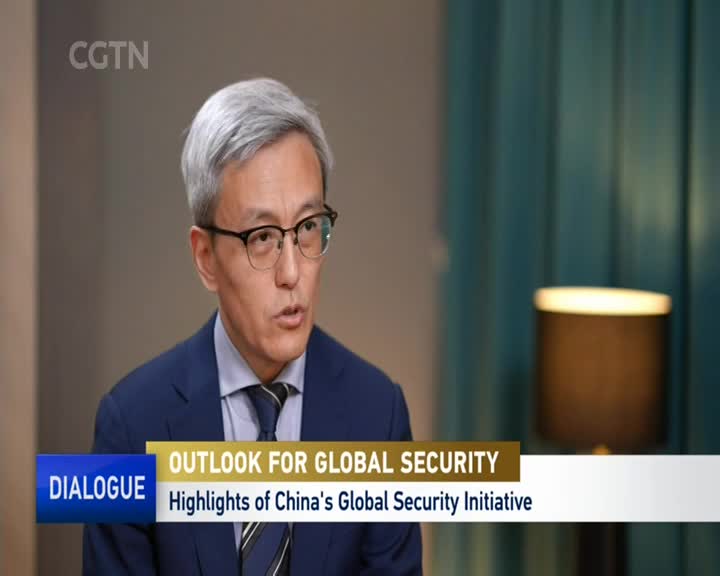 CGTN
OUTLOOK FOR GLOBAL SECURITY
DIALOGUE
Highlights of China's Global Security Initiative